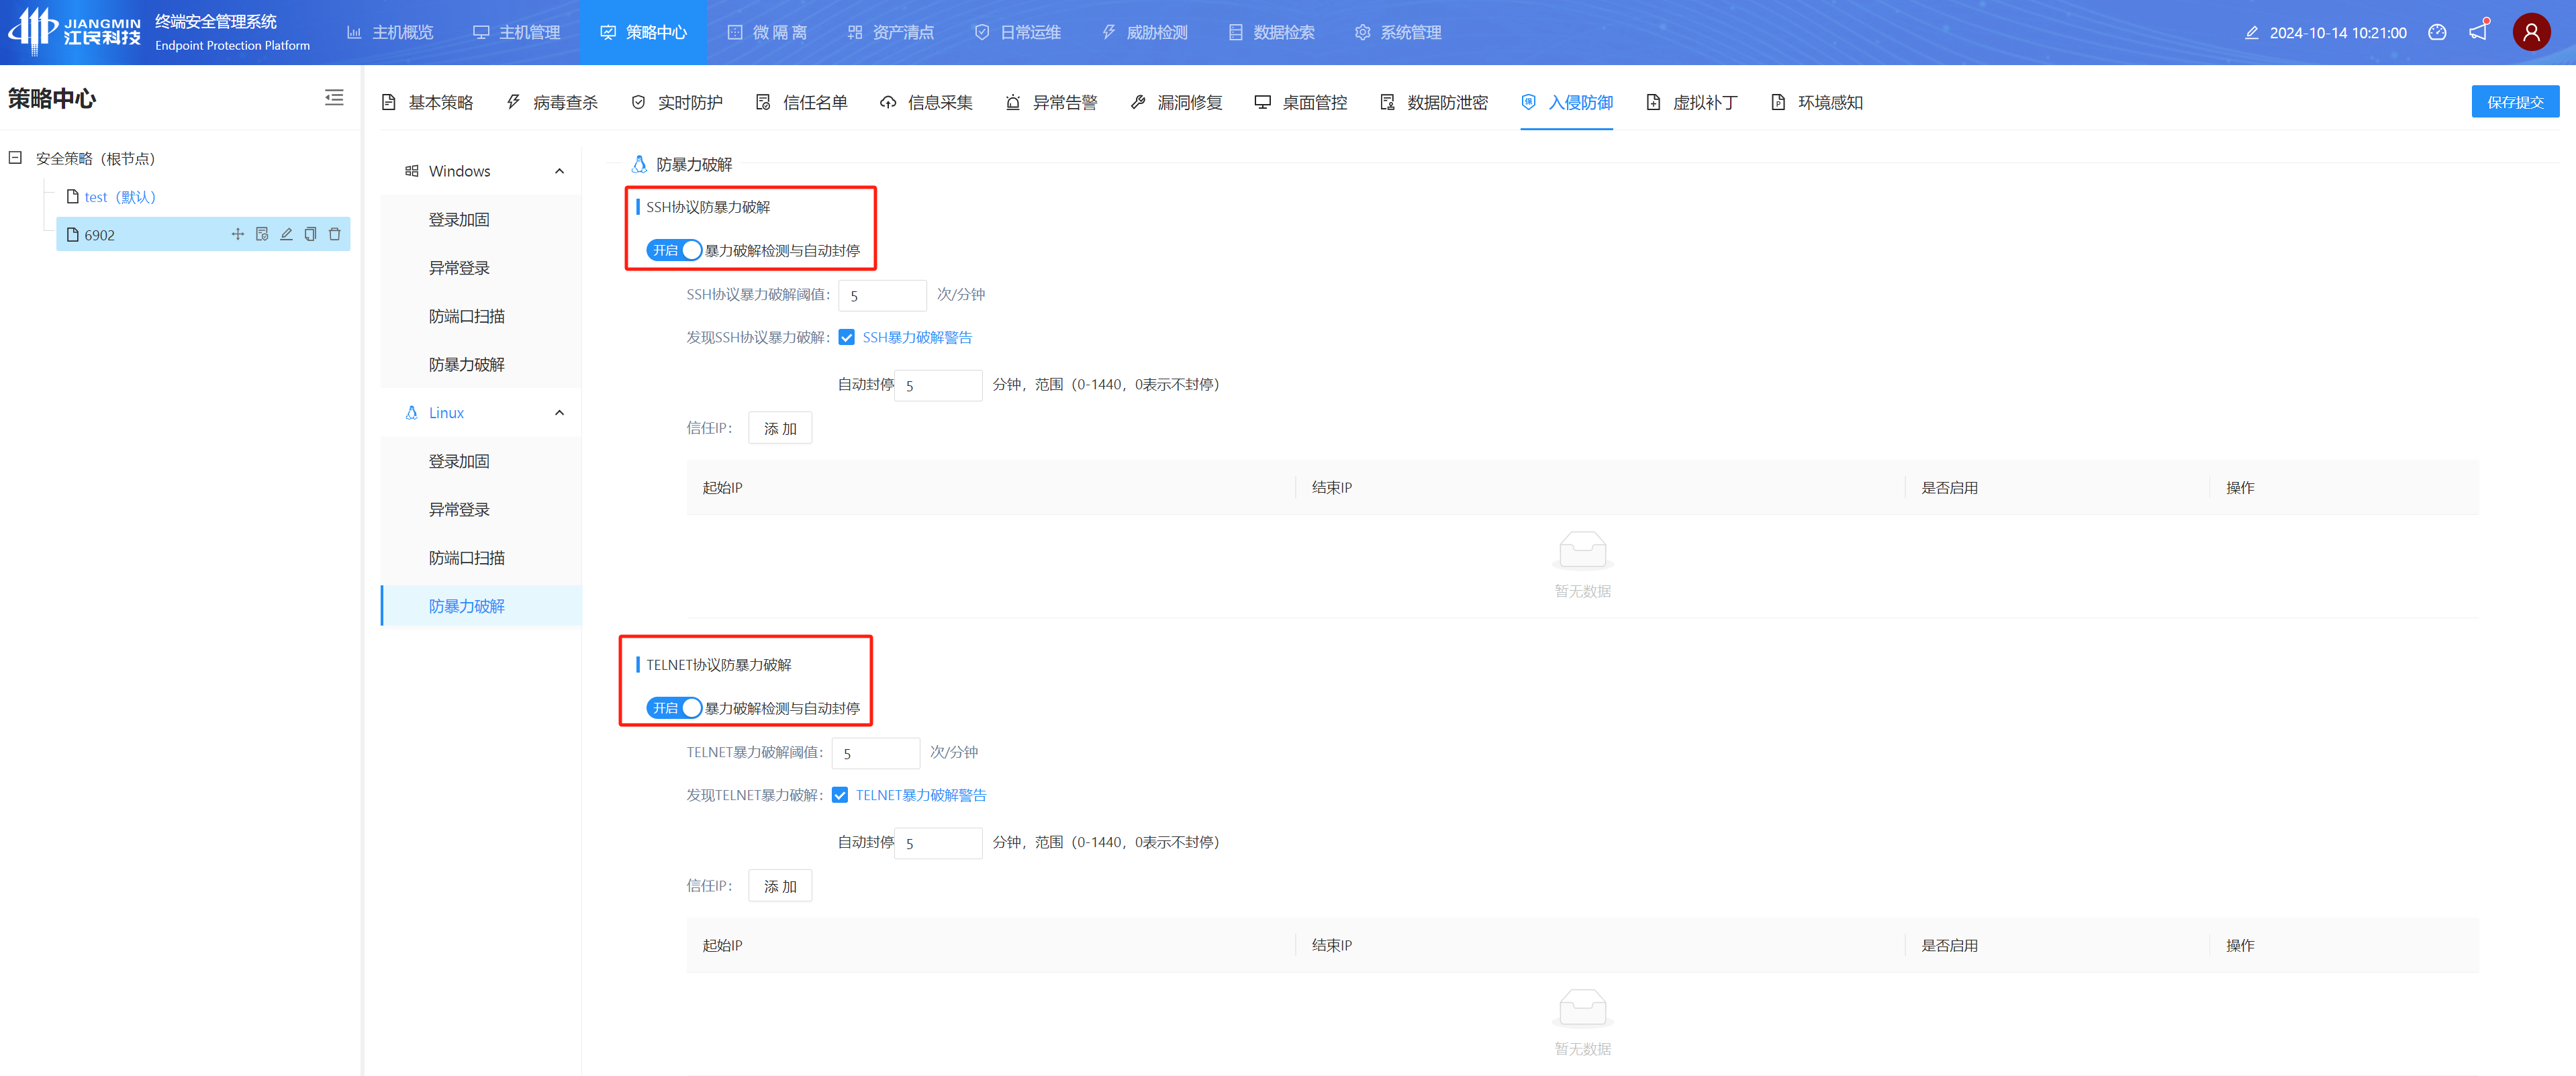 JIANGMIN
江民科技
终端安全管理系统
Endpoint Protection Platform
主机概览
主机管理
策略中心
微 隔 离
资产清点
日常运维
威胁检测
数据检索
系统管理
2024-10-14 10:21:00
策略中心
安全策略（根节点）
test（默认）
6902
基本策略
病毒查杀
实时防护
信任名单
信息采集
异常告警
漏洞修复
桌面管控
数据防泄密
入侵防御
虚拟补丁
环境感知
保存提交
Windows
登录加固
异常登录
防端口扫描
防暴力破解
Linux
登录加固
异常登录
防端口扫描
防暴力破解
防暴力破解
SSH协议防暴力破解
开启 暴力破解检测与自动封停
SSH协议暴力破解阈值： 5 次/分钟
发现SSH协议暴力破解： SSH暴力破解警告
自动封停 5 分钟，范围（0-1440，0表示不封停）
信任IP： 添 加
起始IP 结束IP 是否启用 操作
暂无数据
TELNET协议防暴力破解
开启 暴力破解检测与自动封停
TELNET暴力破解阈值： 5 次/分钟
发现TELNET暴力破解： TELNET暴力破解警告
自动封停 5 分钟，范围（0-1440，0表示不封停）
信任IP： 添 加
起始IP 结束IP 是否启用 操作
暂无数据